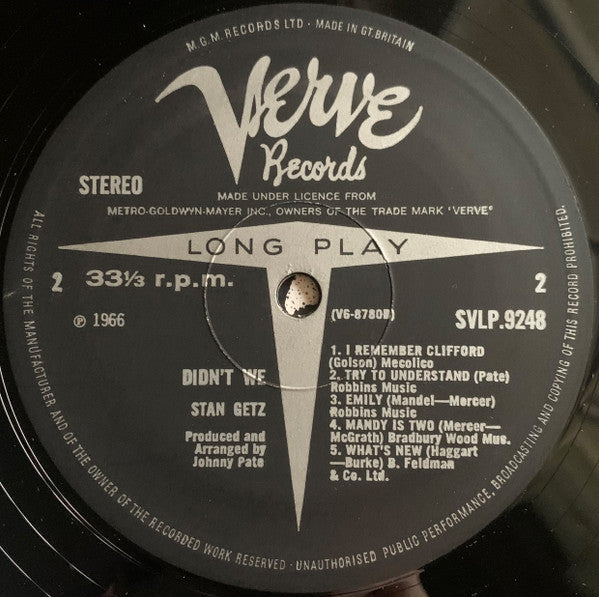 M.G.M. RECORDS LTD · MADE IN GT. BRITAIN
Verve
Records
STEREO
MADE UNDER LICENCE FROM
METRO-GOLDWYN-MAYER INC., OWNERS OF THE TRADE MARK 'VERVE'
LONG PLAY
2 33⅓ r.p.m. 2
℗ 1966
SVLP.9248
DIDN'T WE
STAN GETZ
Produced and
Arranged by
Johnny Pate
1. I REMEMBER CLIFFORD
(Golson) Mecolico
2. TRY TO UNDERSTAND (Pate)
Robbins Music
3. EMILY (Mandel—Mercer)
Robbins Music
4. MANDY IS TWO (Mercer—
McGrath) Bradbury Wood Mus.
5. WHAT'S NEW (Haggart
—Burke) B. Feldman
& Co. Ltd.
ALL RIGHTS OF THE MANUFACTURER AND OF THE OWNER OF THE RECORDED WORK RESERVED · UNAUTHORISED PUBLIC PERFORMANCE, BROADCASTING AND COPYING OF THIS RECORD PROHIBITED.